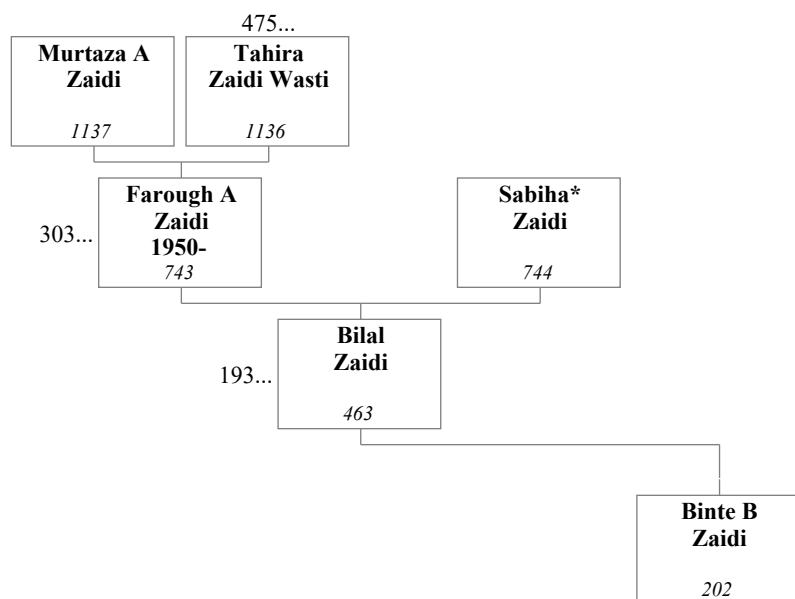 475...
Murtaza A
Zaidi
1137
Tahira
Zaidi Wasti
1136
303...
Farough A
Zaidi
1950-
743
Sabiha*
Zaidi
744
193...
Bilal
Zaidi
463
Binte B
Zaidi
202